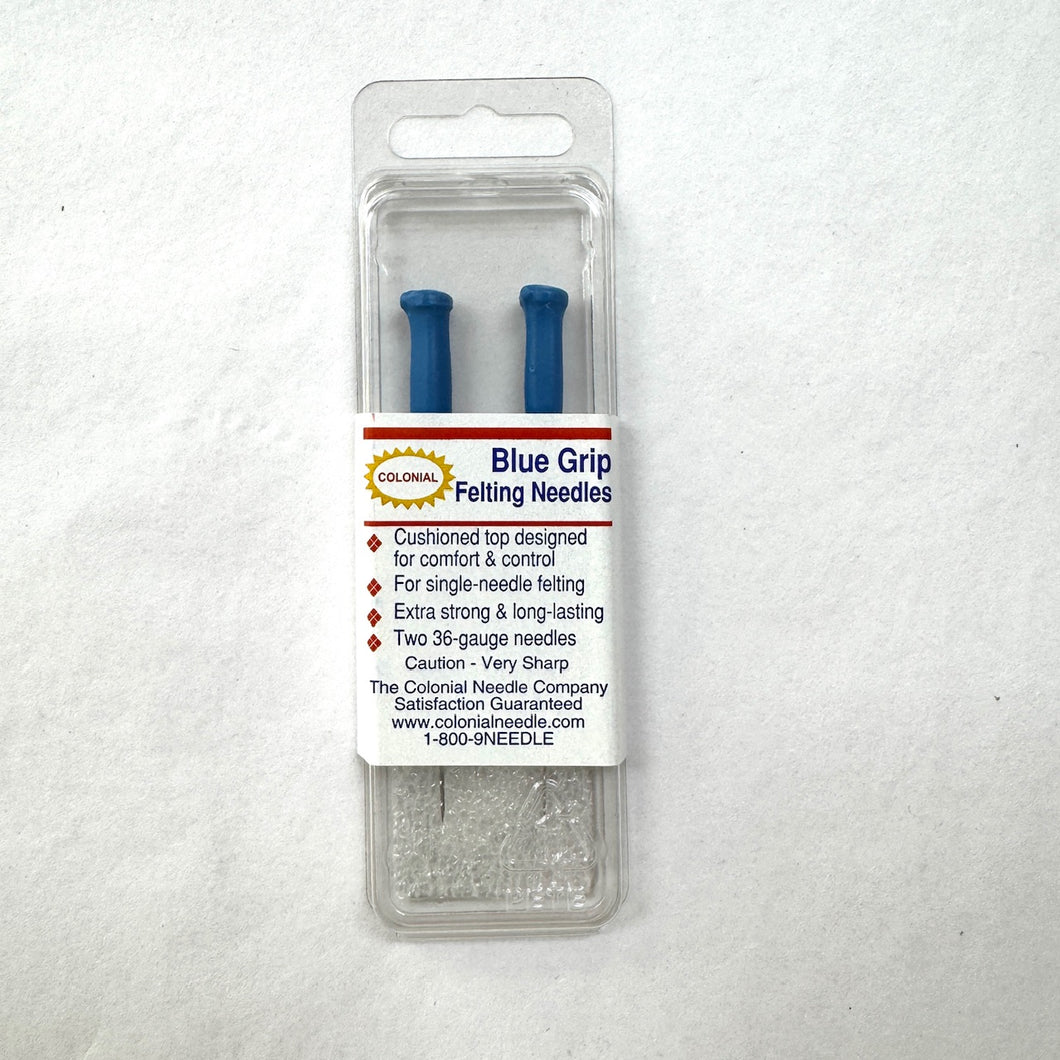 COLONIAL
Blue Grip
Felting Needles
Cushioned top designed
for comfort & control
For single-needle felting
Extra strong & long-lasting
Two 36-gauge needles
Caution - Very Sharp
The Colonial Needle Company
Satisfaction Guaranteed
www.colonialneedle.com
1-800-9NEEDLE